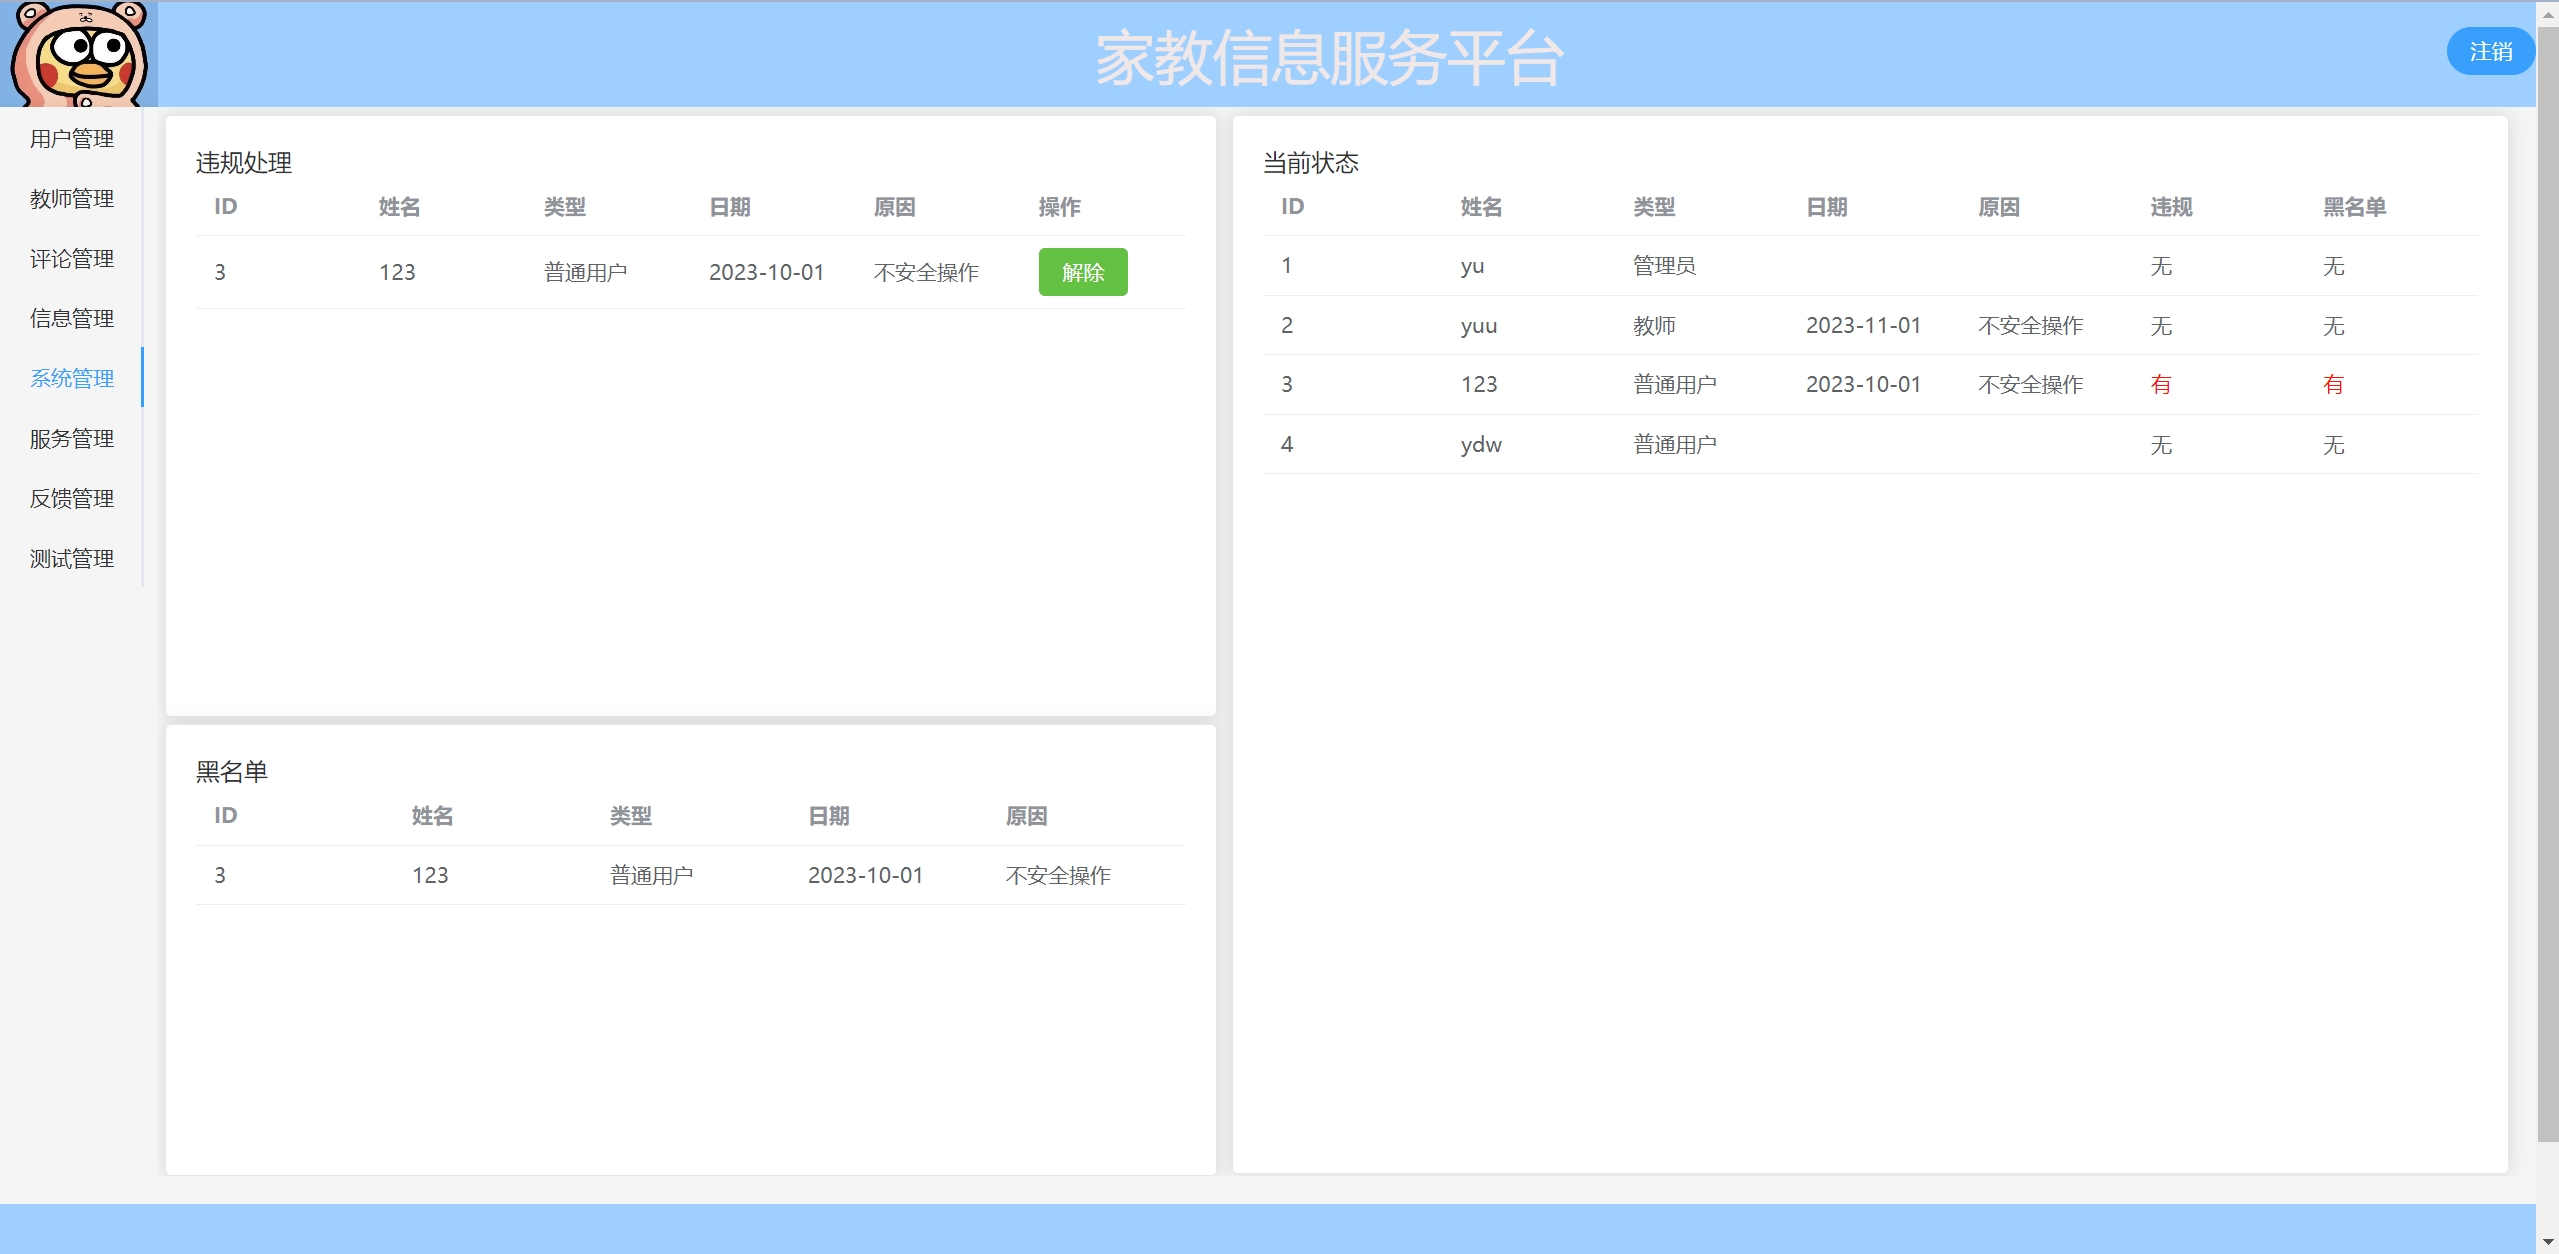 家教信息服务平台
注销
用户管理
教师管理
评论管理
信息管理
系统管理
服务管理
反馈管理
测试管理
违规处理
ID 姓名 类型 日期 原因 操作
3 123 普通用户 2023-10-01 不安全操作 解除
黑名单
ID 姓名 类型 日期 原因
3 123 普通用户 2023-10-01 不安全操作
当前状态
ID 姓名 类型 日期 原因 违规 黑名单
1 yu 管理员 无 无
2 yuu 教师 2023-11-01 不安全操作 无 无
3 123 普通用户 2023-10-01 不安全操作 有 有
4 ydw 普通用户 无 无